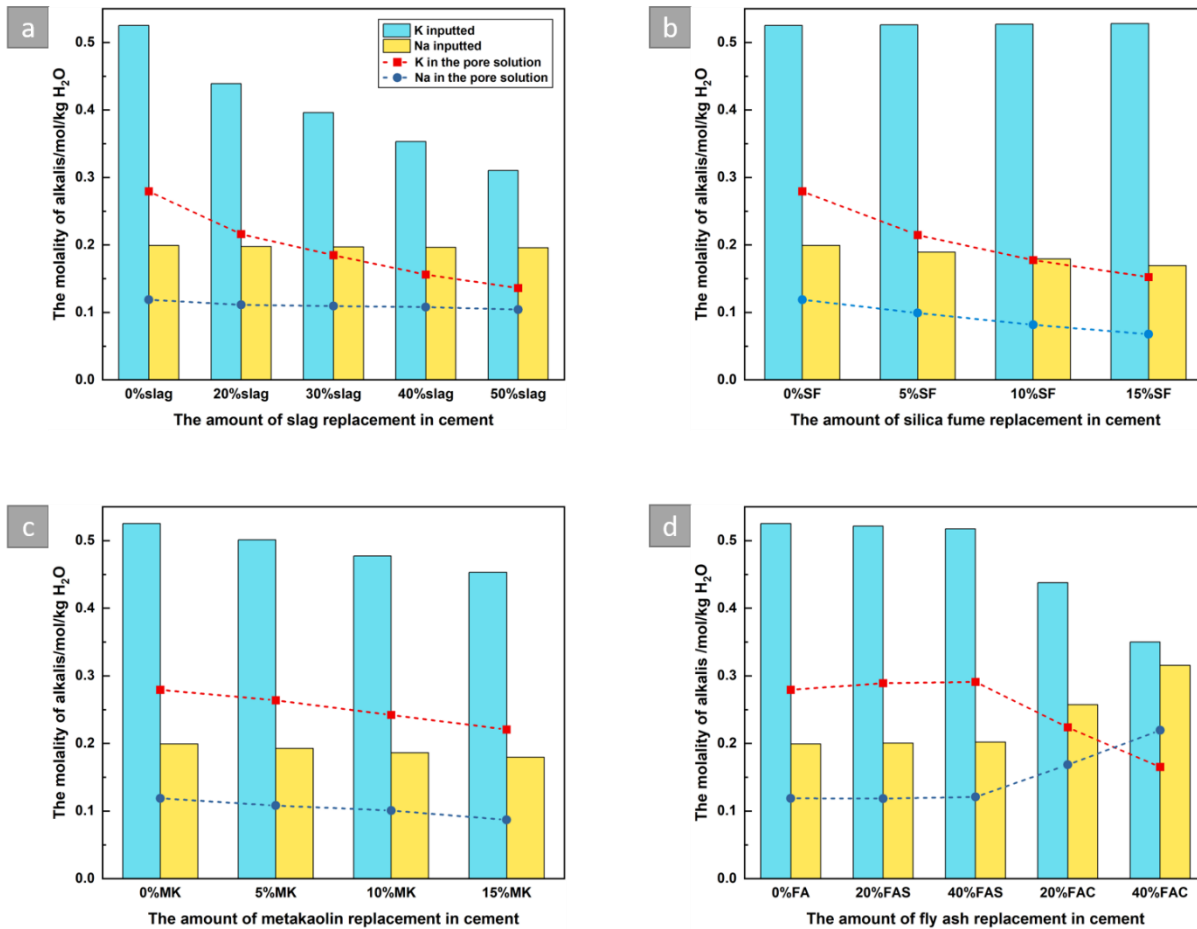 a
The molality of alkalis/mol/kg H₂O
0.5
0.4
0.3
0.2
0.1
0.0
K inputted
Na inputted
K in the pore solution
Na in the pore solution
0%slag 20%slag 30%slag 40%slag 50%slag
The amount of slag replacement in cement
b
The molality of alkalis/mol/kg H₂O
0.5
0.4
0.3
0.2
0.1
0.0
0%SF 5%SF 10%SF 15%SF
The amount of silica fume replacement in cement
c
The molality of alkalis/mol/kg H₂O
0.5
0.4
0.3
0.2
0.1
0.0
0%MK 5%MK 10%MK 15%MK
The amount of metakaolin replacement in cement
d
The molality of alkalis /mol/kg H₂O
0.5
0.4
0.3
0.2
0.1
0.0
0%FA 20%FAS 40%FAS 20%FAC 40%FAC
The amount of fly ash replacement in cement